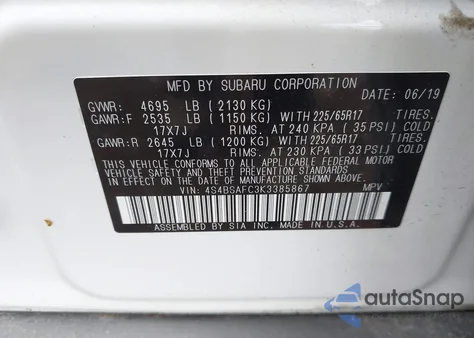 MFD BY SUBARU CORPORATION
DATE: 06/19
GVWR: 4695 LB (2130 KG)
GAWR:F 2535 LB (1150 KG) WITH 225/65R17 TIRES.
17X7J RIMS. AT 240 KPA (35 PSI) COLD
GAWR:R 2645 LB (1200 KG) WITH 225/65R17 TIRES.
17X7J RIMS. AT 230 KPA (33 PSI) COLD
THIS VEHICLE CONFORMS TO ALL APPLICABLE FEDERAL MOTOR VEHICLE
SAFETY, BUMPER, AND THEFT PREVENTION STANDARDS IN EFFECT ON
THE DATE OF MANUFACTURE SHOWN ABOVE.
VIN: 4S4BSAFC3K3385867 MPV
ASSEMBLED BY SIA INC. MADE IN U.S.A.
autoSnap